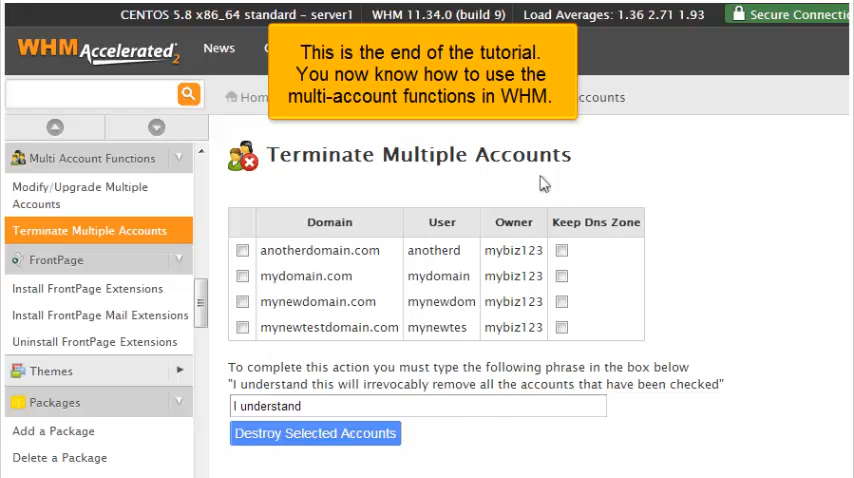 CENTOS 5.8 x86_64 standard – server1 WHM 11.34.0 (build 9) Load Averages: 1.36 2.71 1.93 Secure Connectio
WHM Accelerated 2
News
This is the end of the tutorial.
You now know how to use the
multi-account functions in WHM.
Hom
ccounts
Multi Account Functions
Modify/Upgrade Multiple
Accounts
Terminate Multiple Accounts
FrontPage
Install FrontPage Extensions
Install FrontPage Mail Extensions
Uninstall FrontPage Extensions
Themes
Packages
Add a Package
Delete a Package
Terminate Multiple Accounts
Domain User Owner Keep Dns Zone
anotherdomain.com anotherd mybiz123
mydomain.com mydomain mybiz123
mynewdomain.com mynewdom mybiz123
mynewtestdomain.com mynewtes mybiz123
To complete this action you must type the following phrase in the box below
"I understand this will irrevocably remove all the accounts that have been checked"
I understand
Destroy Selected Accounts